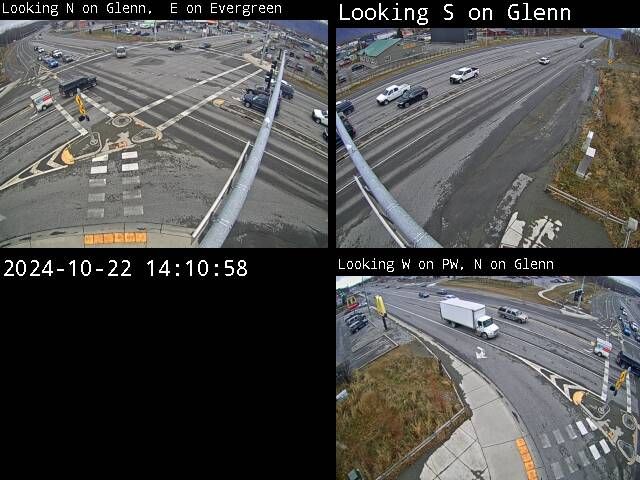 Looking N on Glenn,  E on Evergreen
Looking S on Glenn
2024-10-22 14:10:58
Looking W on PW, N on Glenn